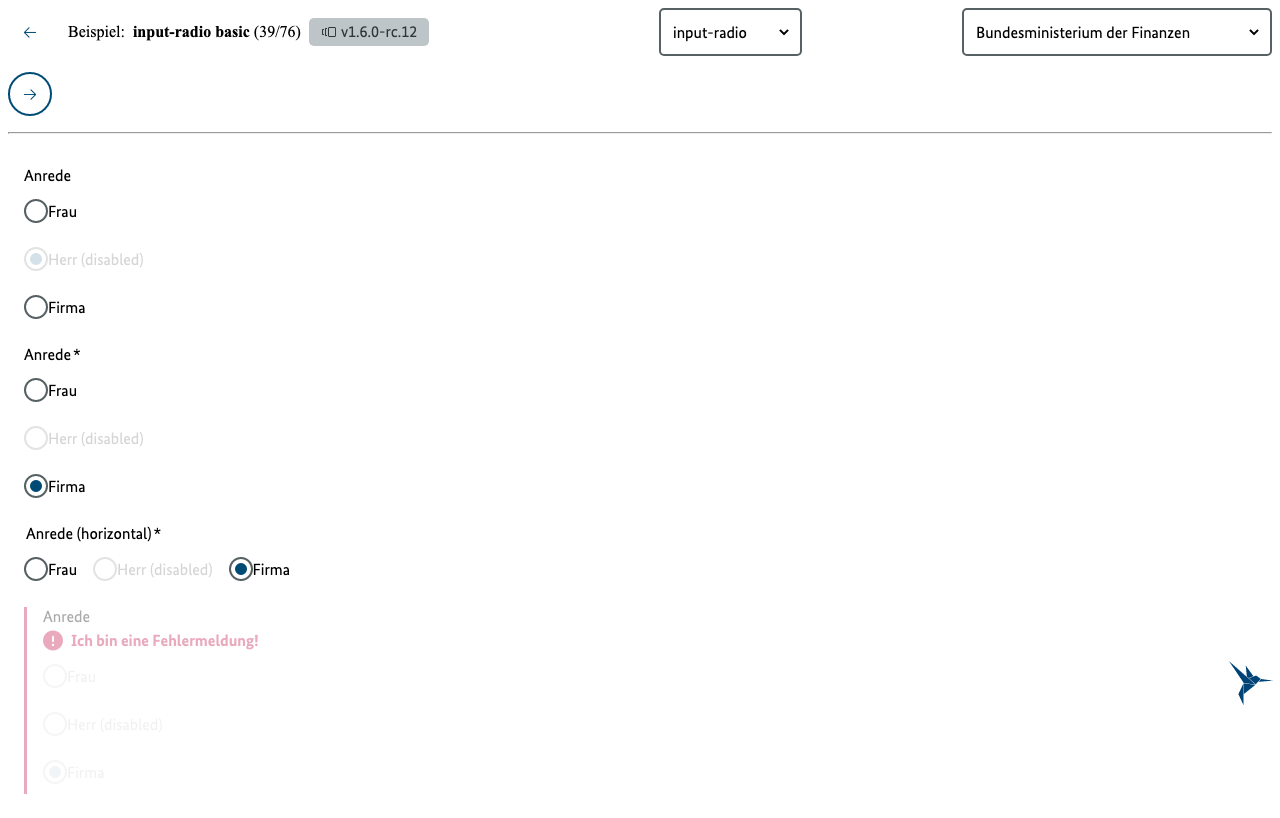 Beispiel: input-radio basic (39/76) v1.6.0-rc.12 input-radio Bundesministerium der Finanzen
Anrede
Frau
Herr (disabled)
Firma
Anrede*
Frau
Herr (disabled)
Firma
Anrede (horizontal)*
Frau Herr (disabled) Firma
Anrede
Ich bin eine Fehlermeldung!
Frau
Herr (disabled)
Firma